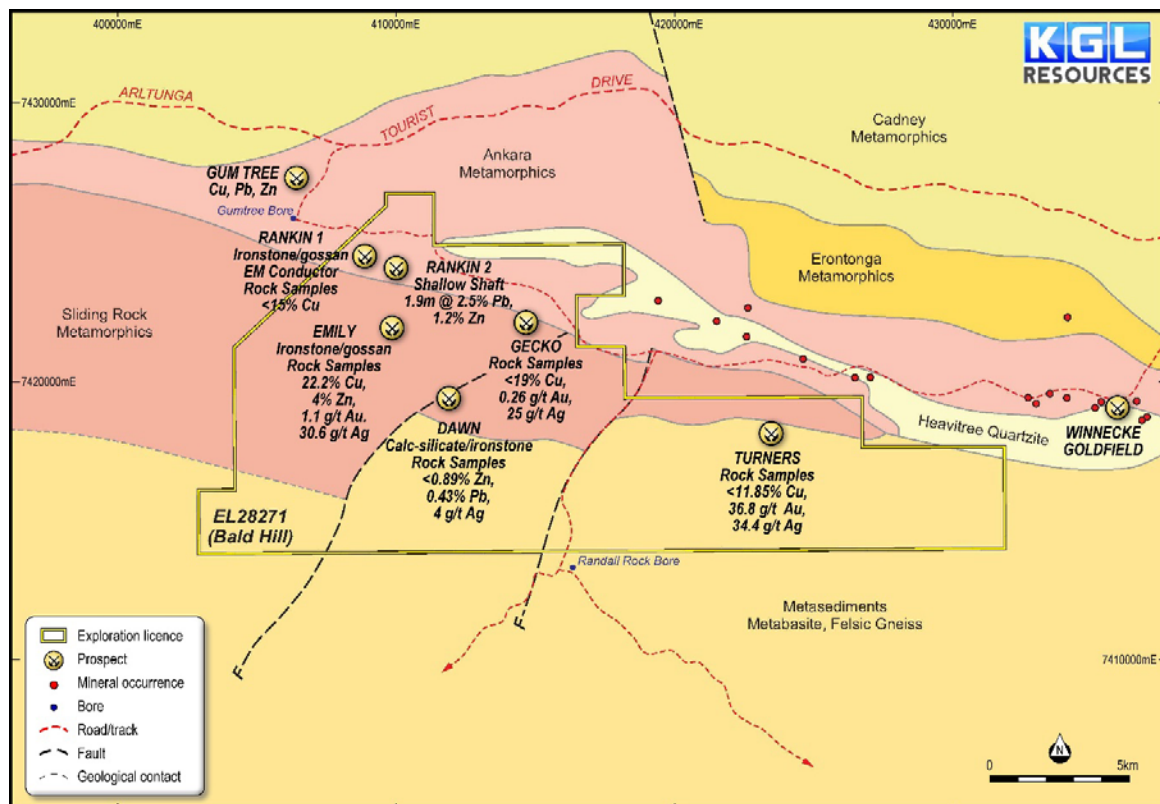 400000mE
410000mE
420000mE
430000mE
KGL
RESOURCES
7430000mE
7430000mE
ARLTUNGA
TOURIST
DRIVE
Cadney
Metamorphics
Ankara
Metamorphics
GUM TREE
Cu, Pb, Zn
Gumtree Bore
RANKIN 1
Ironstone/gossan
EM Conductor
Rock Samples
<15% Cu
RANKIN 2
Shallow Shaft
1.9m @ 2.5% Pb,
1.2% Zn
Erontonga
Metamorphics
Sliding Rock
Metamorphics
EMILY
Ironstone/gossan
Rock Samples
22.2% Cu,
4% Zn,
1.1 g/t Au.
30.6 g/t Ag
GECKO
Rock Samples
<19% Cu,
0.26 g/t Au,
25 g/t Ag
7420000mE
7420000mE
DAWN
Calc-silicate/ironstone
Rock Samples
<0.89% Zn,
0.43% Pb,
4 g/t Ag
Heavitree Quartzite
WINNECKE
GOLDFIELD
TURNERS
Rock Samples
<11.85% Cu,
36.8 g/t Au,
34.4 g/t Ag
EL28271
(Bald Hill)
Randall Rock Bore
Metasediments
Metabasite, Felsic Gneiss
F
F
7410000mE
Exploration licence
Prospect
Mineral occurrence
Bore
Road/track
Fault
Geological contact
N
0
5km